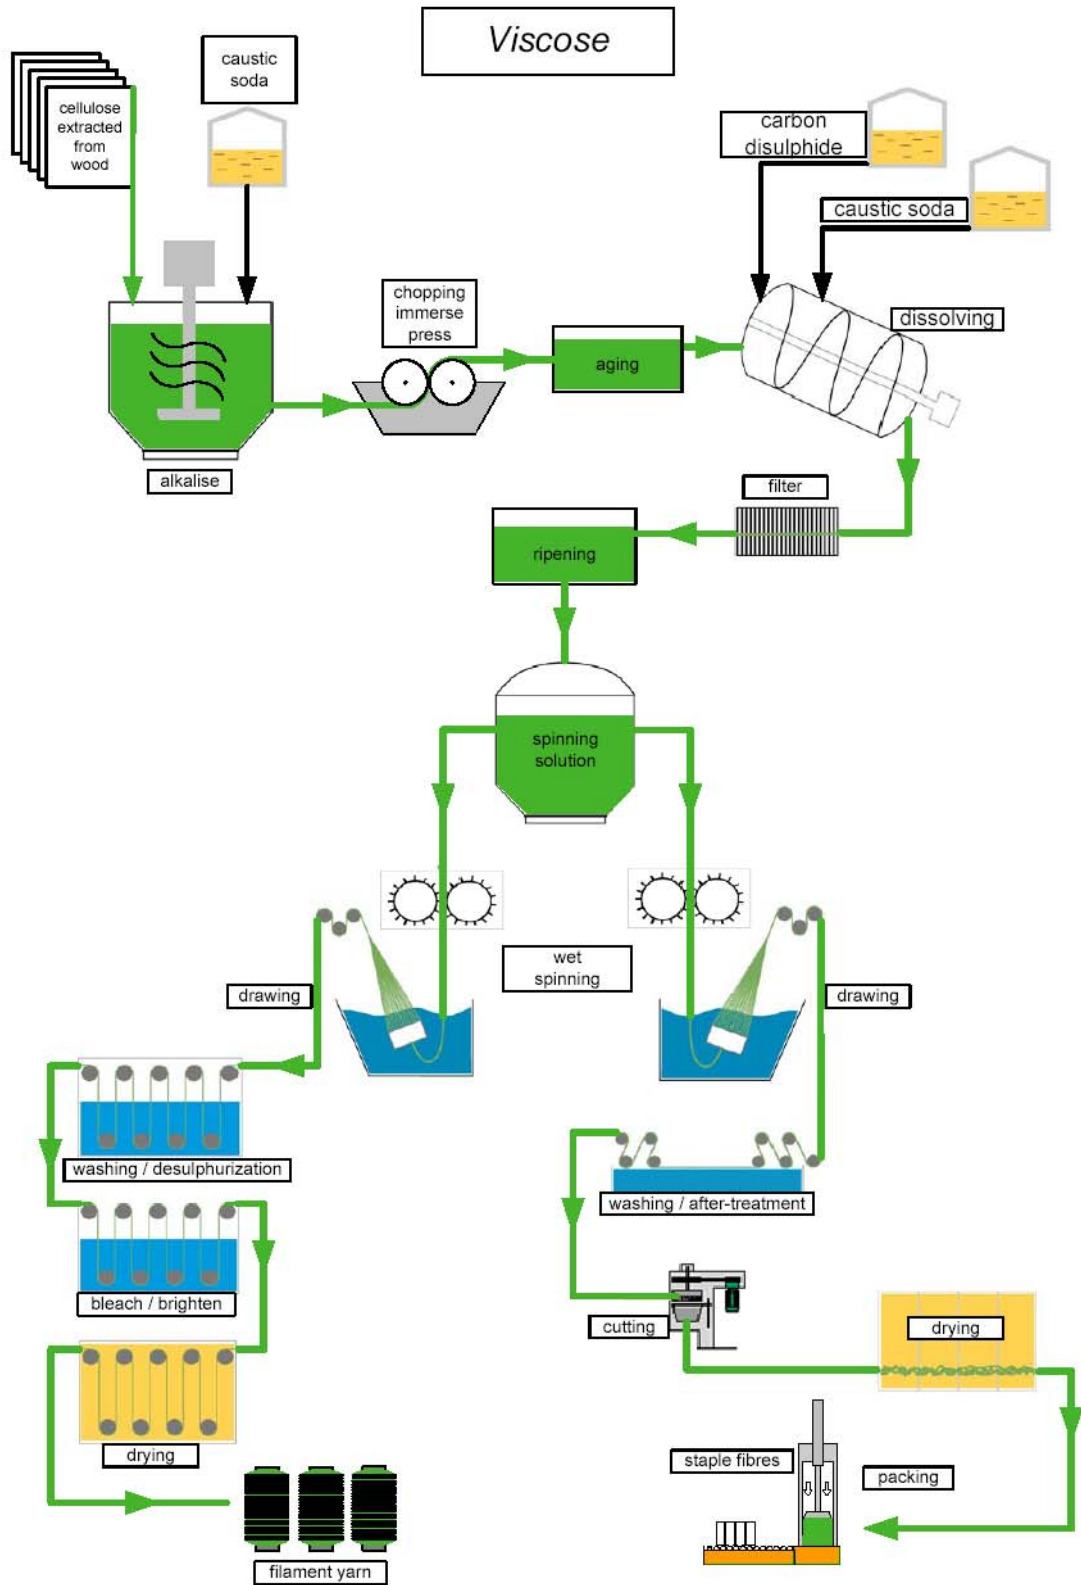 Viscose
cellulose
extracted
from
wood
caustic
soda
carbon
disulphide
caustic soda
chopping
immerse
press
dissolving
aging
alkalise
filter
ripening
spinning
solution
wet
spinning
drawing
drawing
washing / desulphurization
washing / after-treatment
bleach / brighten
cutting
drying
drying
staple fibres
packing
filament yarn